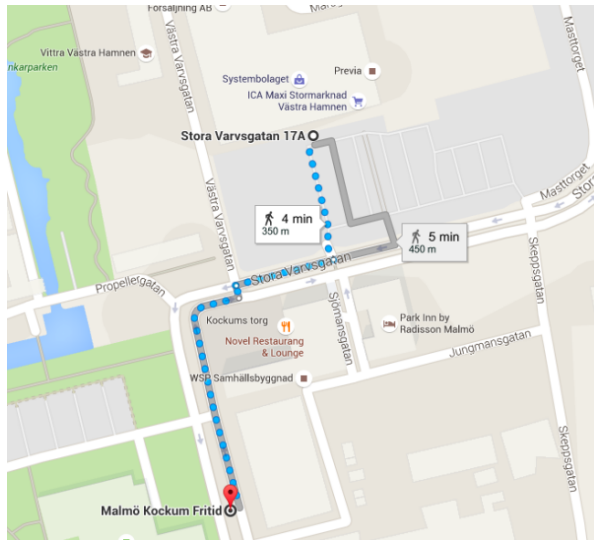 Försäljning AB
Masttorget
Vittra Västra Hamnen
Västra Varvsgatan
Previa
Systembolaget
ICA Maxi Stormarknad
Västra Hamnen
Stora Varvsgatan 17A
Masttorget
Västra Varvsgatan
4 min
350 m
5 min
450 m
Skeppsgatan
Stora Varvsgatan
Propellergatan
Kockums torg
Sjömansgatan
Park Inn by
Radisson Malmö
Novel Restaurang
& Lounge
Jungmansgatan
WSP Samhällsbyggnad
Skeppsgatan
Malmö Kockum Fritid